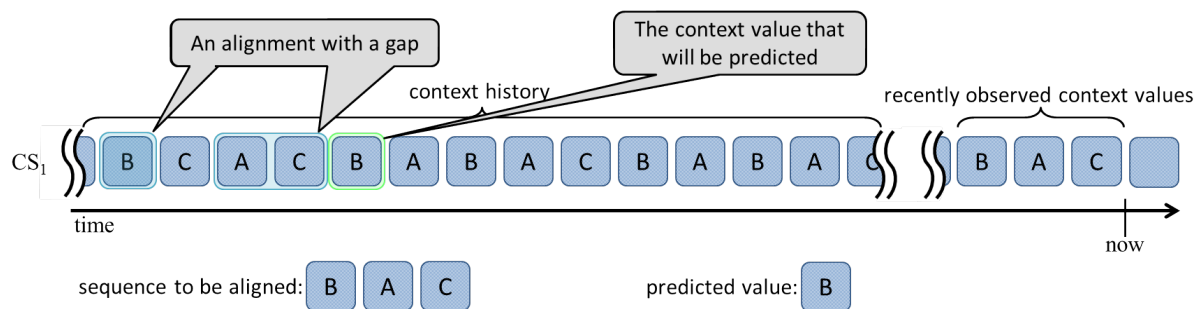 An alignment with a gap
The context value that
will be predicted
context history
recently observed context values
CS1 B C A C B A B A C B A B A C B A C
time
now
sequence to be aligned: B A C
predicted value: B